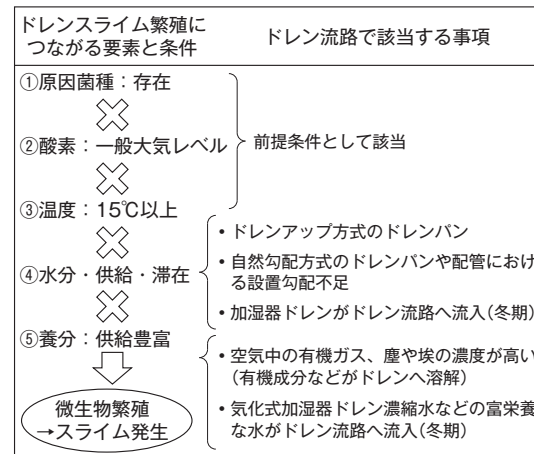 ドレンスライム繁殖に
つながる要素と条件
ドレン流路で該当する事項
①原因菌種：存在
②酸素：一般大気レベル
③温度：15℃以上
前提条件として該当
④水分・供給・滞在
・ドレンアップ方式のドレンパン
・自然勾配方式のドレンパンや配管におけ
る設置勾配不足
・加湿器ドレンがドレン流路へ流入(冬期)
⑤養分：供給豊富
・空気中の有機ガス、塵や埃の濃度が高い
(有機成分などがドレンへ溶解)
・気化式加湿器ドレン濃縮水などの富栄養
な水がドレン流路へ流入(冬期)
微生物繁殖
→スライム発生